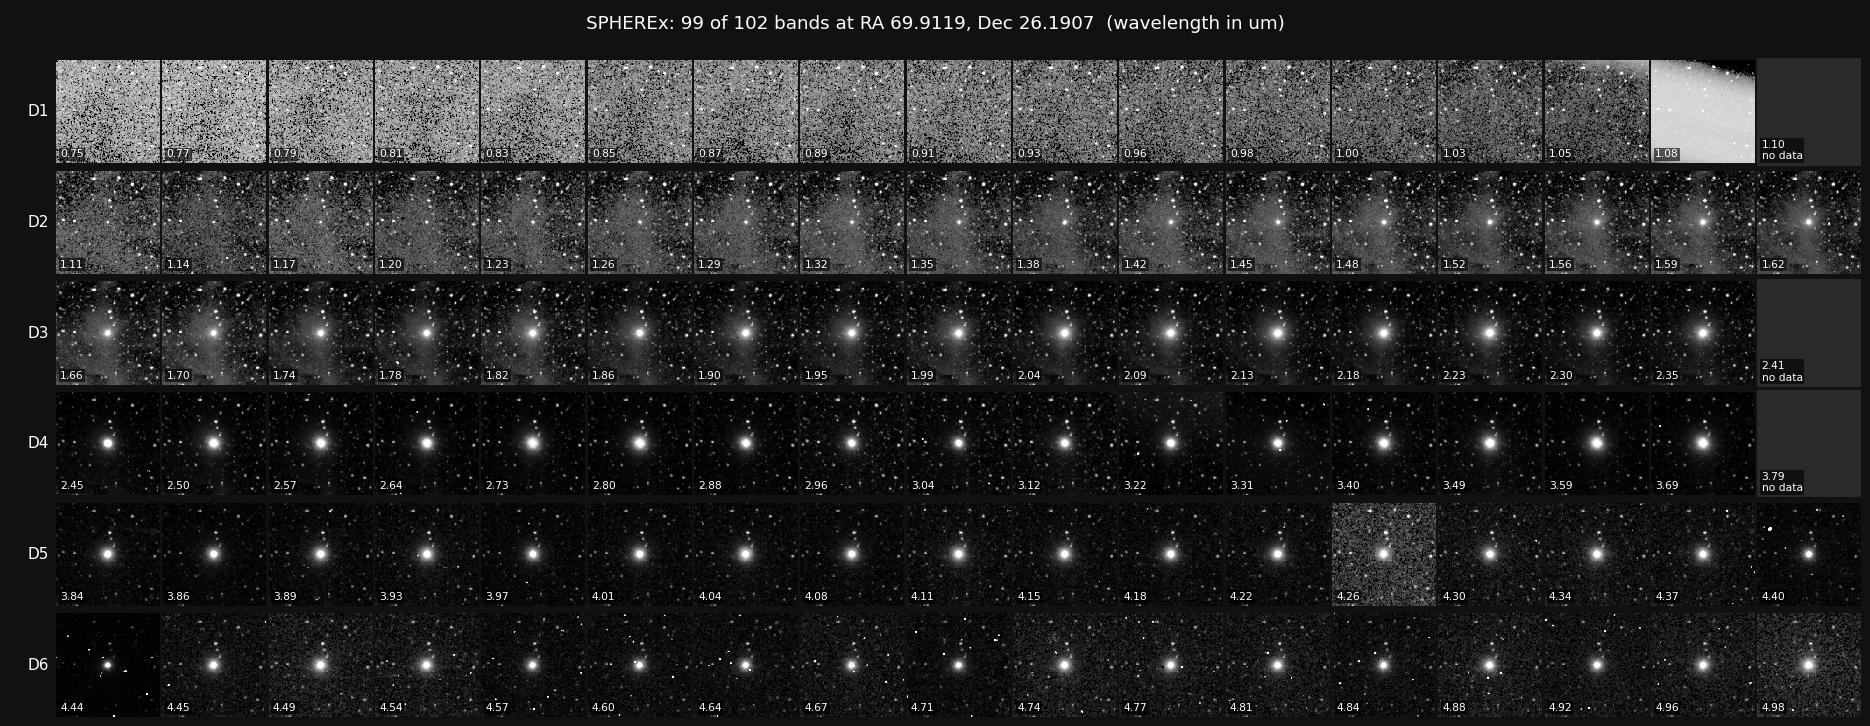 SPHEREx: 99 of 102 bands at RA 69.9119, Dec 26.1907  (wavelength in um)
D1
0.75 0.77 0.79 0.81 0.83 0.85 0.87 0.89 0.91 0.93 0.96 0.98 1.00 1.03 1.05 1.08 1.10
no data
D2
1.11 1.14 1.17 1.20 1.23 1.26 1.29 1.32 1.35 1.38 1.42 1.45 1.48 1.52 1.56 1.59 1.62
D3
1.66 1.70 1.74 1.78 1.82 1.86 1.90 1.95 1.99 2.04 2.09 2.13 2.18 2.23 2.30 2.35 2.41
no data
D4
2.45 2.50 2.57 2.64 2.73 2.80 2.88 2.96 3.04 3.12 3.22 3.31 3.40 3.49 3.59 3.69 3.79
no data
D5
3.84 3.86 3.89 3.93 3.97 4.01 4.04 4.08 4.11 4.15 4.18 4.22 4.26 4.30 4.34 4.37 4.40
D6
4.44 4.45 4.49 4.54 4.57 4.60 4.64 4.67 4.71 4.74 4.77 4.81 4.84 4.88 4.92 4.96 4.98